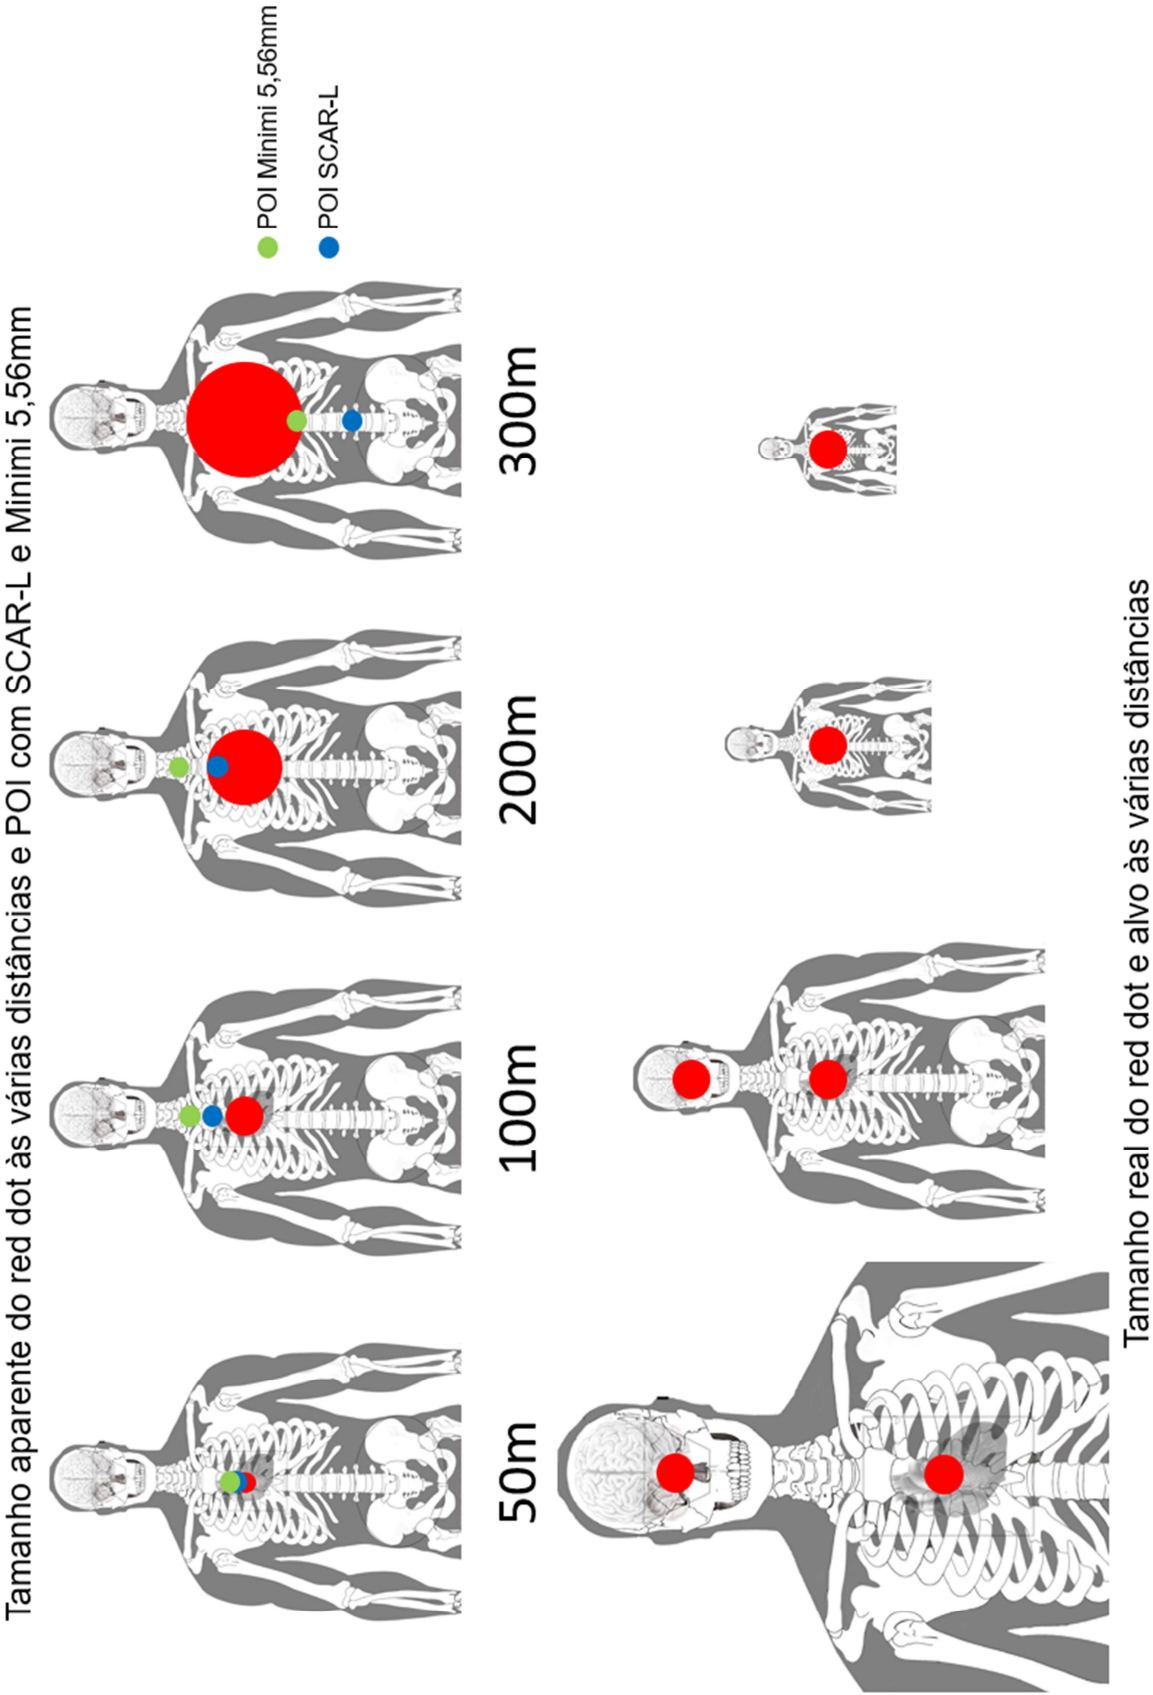 Tamanho aparente do red dot às várias distâncias e POI com SCAR-L e Minimi 5,56mm
POI Minimi 5,56mm
POI SCAR-L
50m
100m
200m
300m
Tamanho real do red dot e alvo às várias distâncias